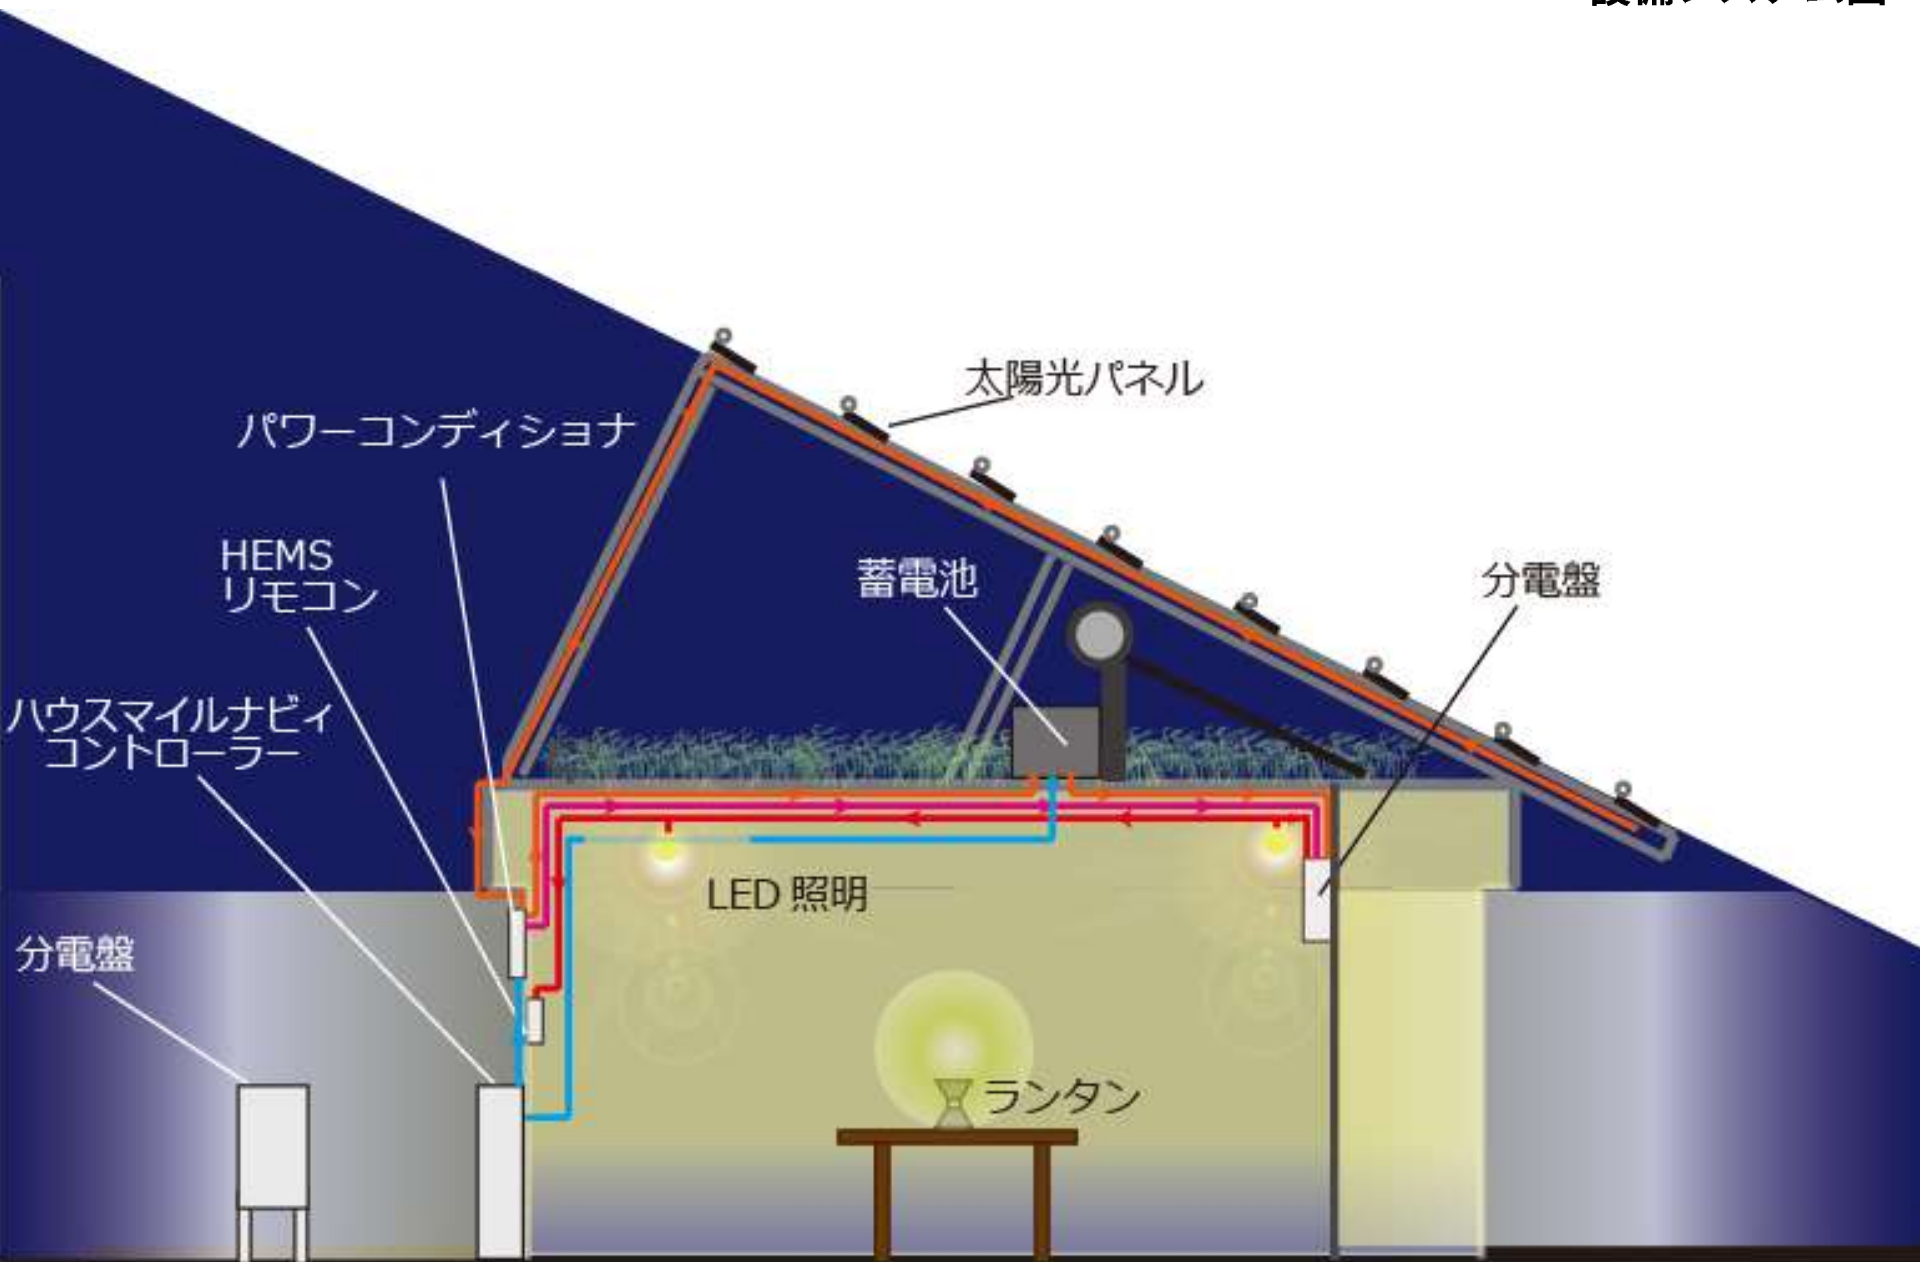 太陽光パネル
パワーコンディショナ
HEMS
リモコン
蓄電池
分電盤
ハウスマイルナビィ
コントローラー
LED 照明
分電盤
ランタン